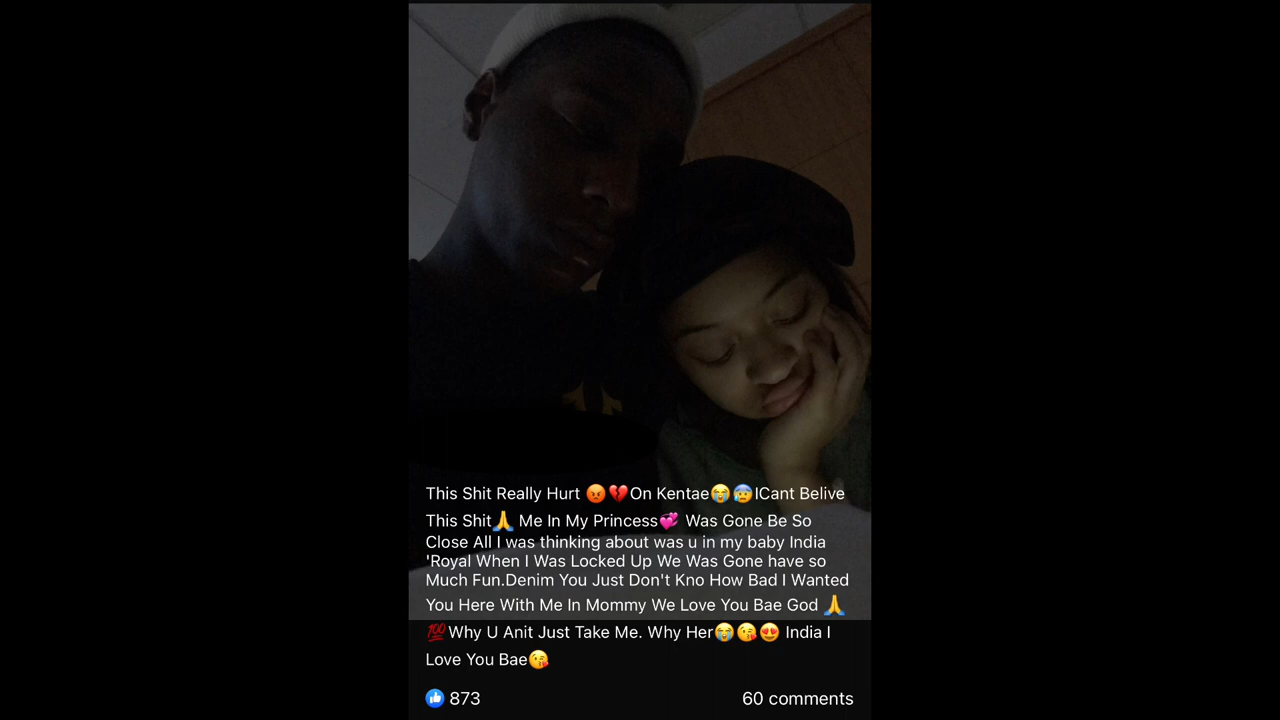 This Shit Really Hurt 😡💔On Kentae😭😰ICant Belive
This Shit🙏 Me In My Princess💞 Was Gone Be So
Close All I was thinking about was u in my baby India
'Royal When I Was Locked Up We Was Gone have so
Much Fun.Denim You Just Don't Kno How Bad I Wanted
You Here With Me In Mommy We Love You Bae God 🙏
💯Why U Anit Just Take Me. Why Her😭😘😍 India I
Love You Bae😘
873
60 comments